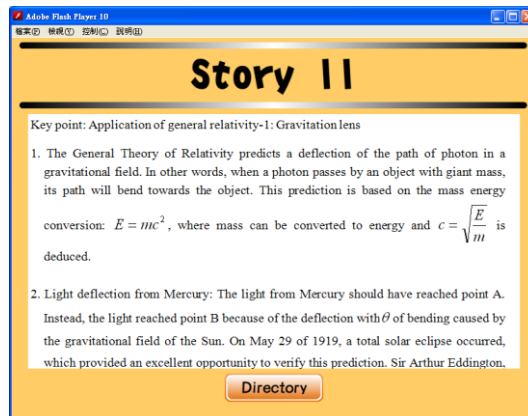 Adobe Flash Player 10
檔案(F) 檢視(V) 控制(C) 說明(H)
Story 11
Key point: Application of general relativity-1: Gravitation lens
1. The General Theory of Relativity predicts a deflection of the path of photon in a
gravitational field. In other words, when a photon passes by an object with giant mass,
its path will bend towards the object. This prediction is based on the mass energy
conversion: E = mc², where mass can be converted to energy and c = √(E/m) is
deduced.
2. Light deflection from Mercury: The light from Mercury should have reached point A.
Instead, the light reached point B because of the deflection with θ of bending caused by
the gravitational field of the Sun. On May 29 of 1919, a total solar eclipse occurred,
which provided an excellent opportunity to verify this prediction. Sir Arthur Eddington,
Directory